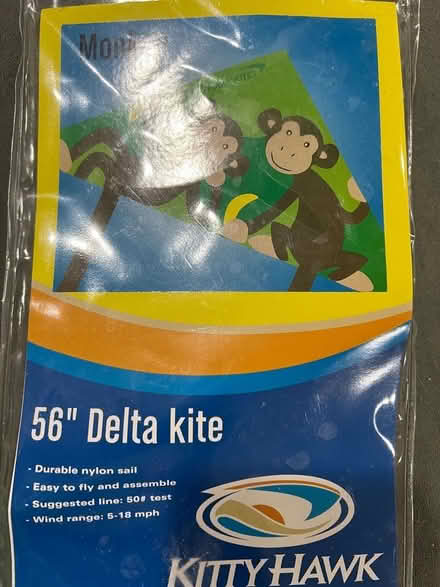 56" Delta kite
- Durable nylon sail
- Easy to fly and assemble
- Suggested line: 50# test
- Wind range: 5-18 mph
KITTY HAWK